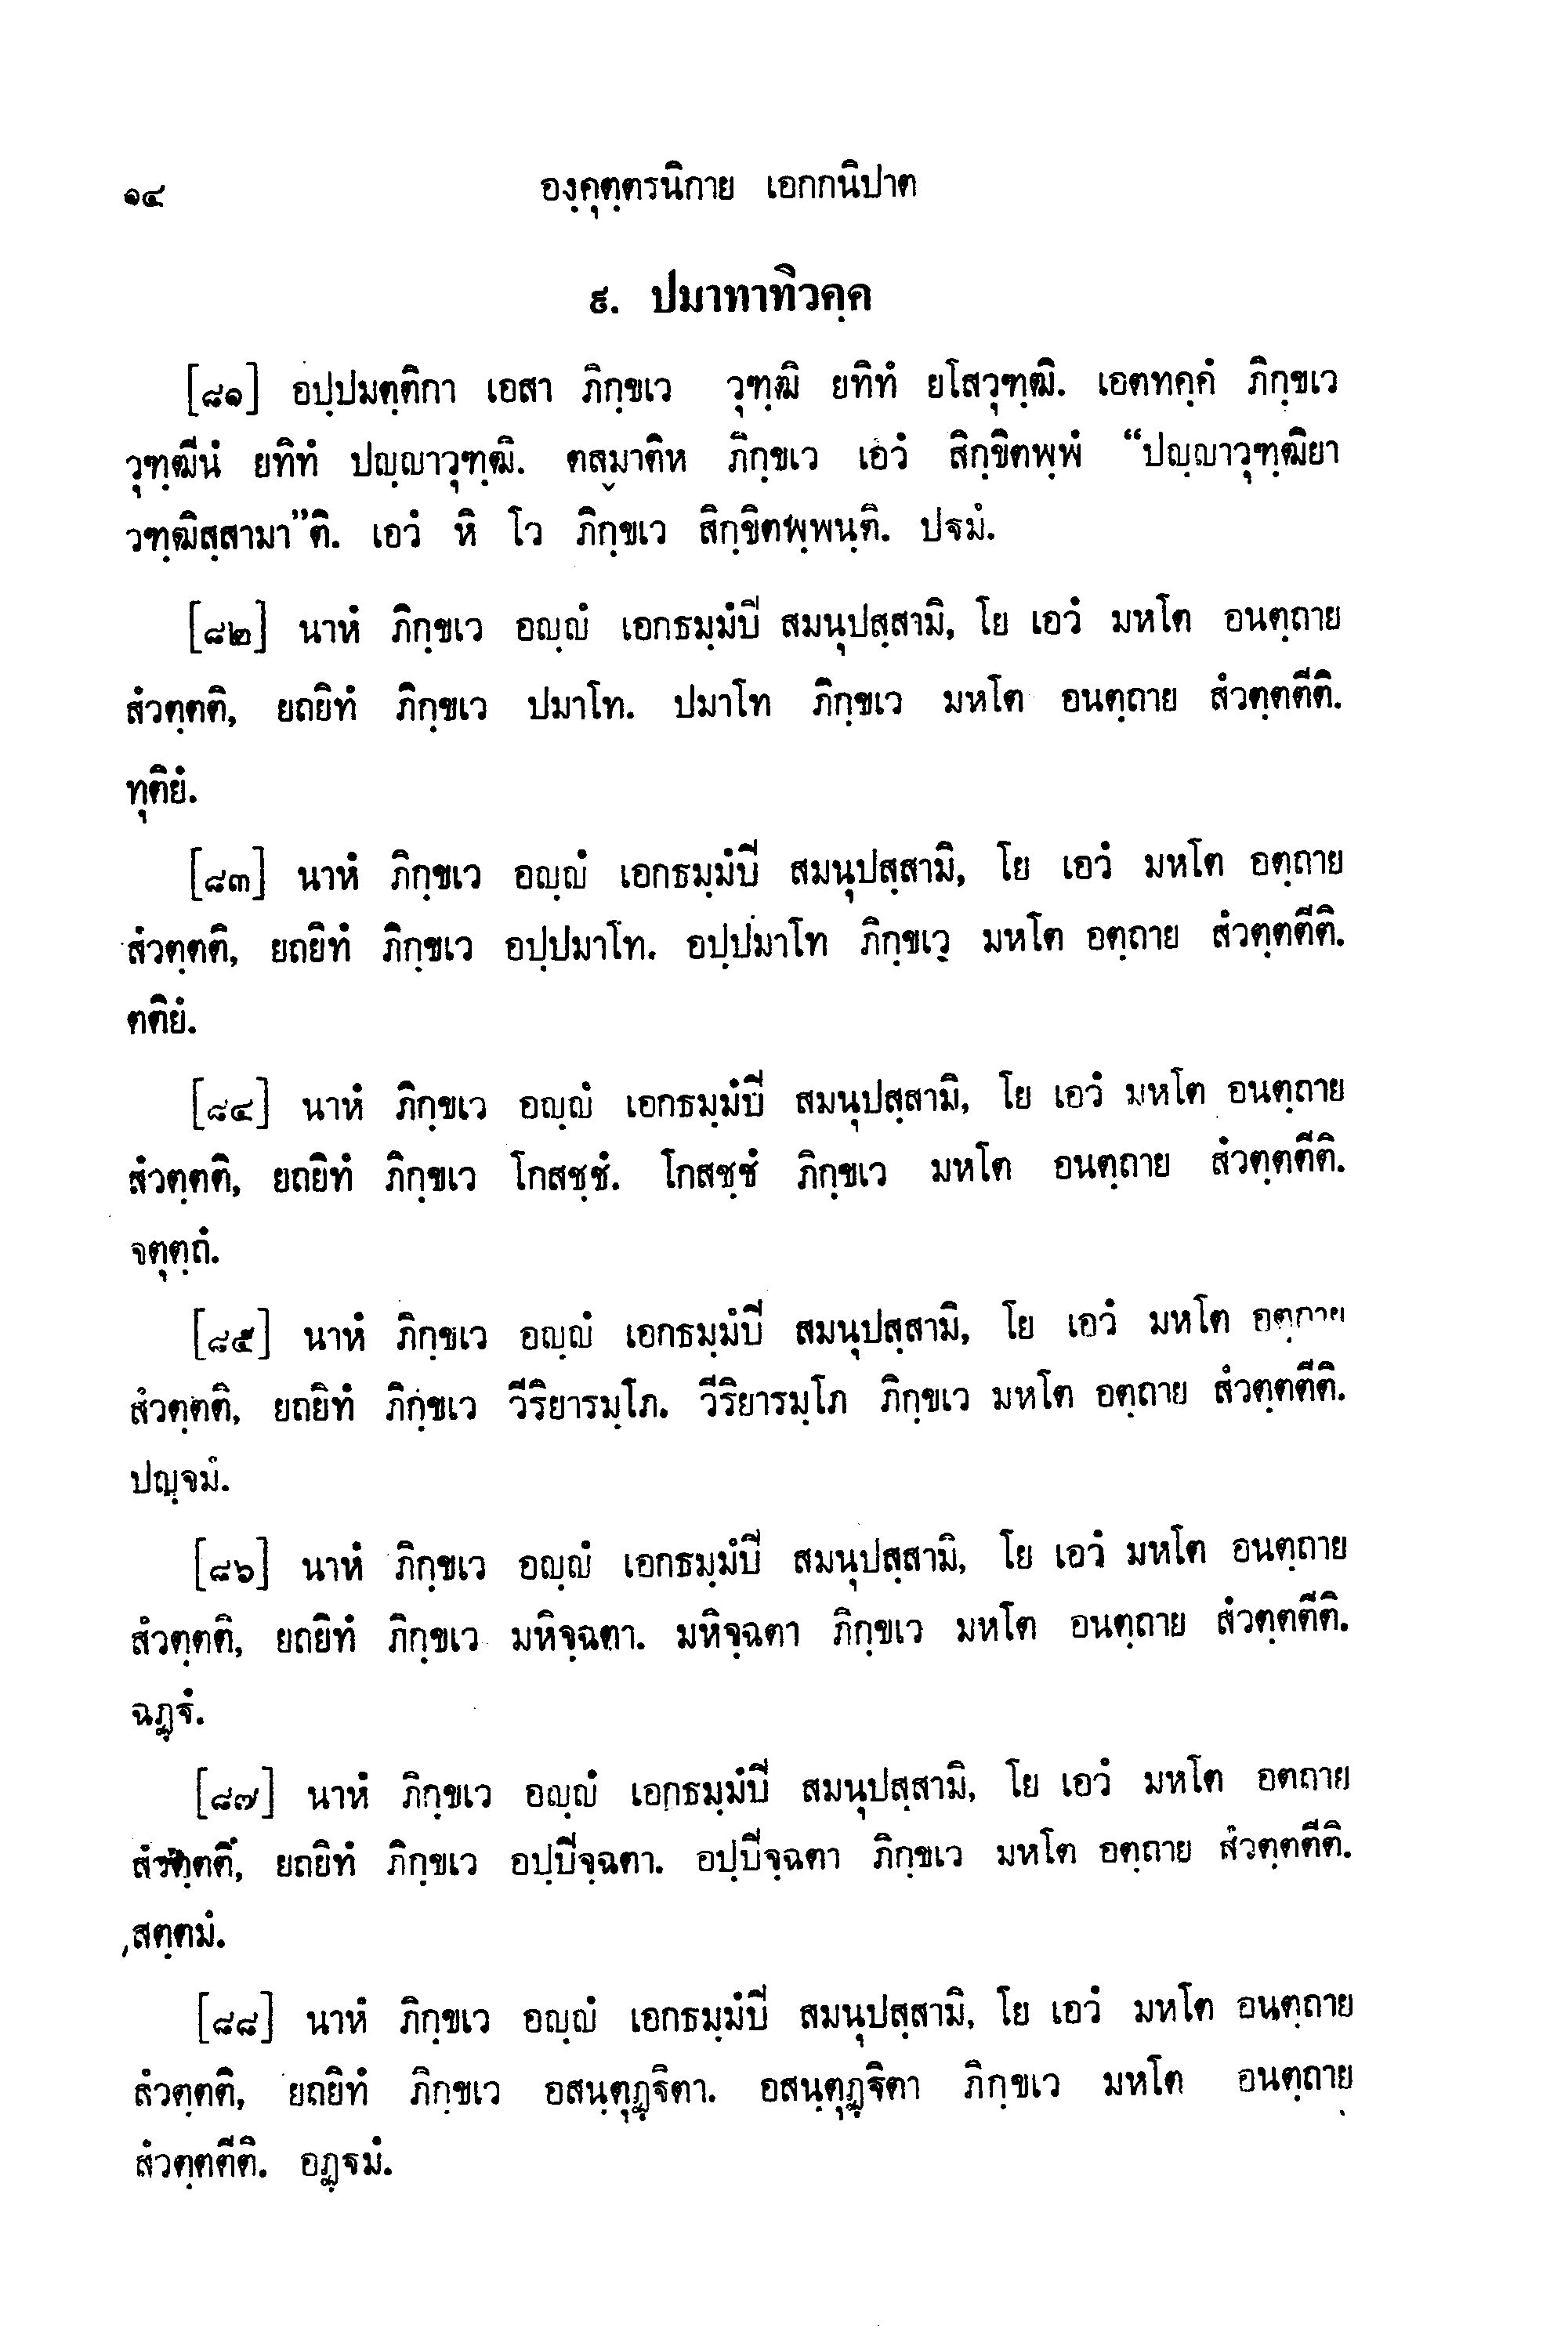 ๑๔ องฺคุตฺตรนิกาย เอกกนิปาต
๙. ปมาทาทิวคฺค
[๘๑] อปฺปมตฺติกา เอสา ภิกฺขเว วุฑฺฒิ ยทิทํ ยโสวุฑฺฒิ. เอตทคฺคํ ภิกฺขเว
วุฑฺฒีนํ ยทิทํ ปญฺญาวุฑฺฒิ. ตสฺมาติห ภิกฺขเว เอวํ สิกฺขิตพฺพํ “ปญฺญาวุฑฺฒิยา
วฑฺฒิสฺสามา”ติ. เอวํ หิ โว ภิกฺขเว สิกฺขิตพฺพนฺติ. ปฐมํ.
[๘๒] นาหํ ภิกฺขเว อญฺญํ เอกธมฺมํปิ สมนุปสฺสามิ, โย เอวํ มหโต อนตฺถาย
สํวตฺตติ, ยถยิทํ ภิกฺขเว ปมาโท. ปมาโท ภิกฺขเว มหโต อนตฺถาย สํวตฺตตีติ.
ทุติยํ.
[๘๓] นาหํ ภิกฺขเว อญฺญํ เอกธมฺมํปิ สมนุปสฺสามิ, โย เอวํ มหโต อตฺถาย
สํวตฺตติ, ยถยิทํ ภิกฺขเว อปฺปมาโท. อปฺปมาโท ภิกฺขเว มหโต อตฺถาย สํวตฺตตีติ.
ตติยํ.
[๘๔] นาหํ ภิกฺขเว อญฺญํ เอกธมฺมํปิ สมนุปสฺสามิ, โย เอวํ มหโต อนตฺถาย
สํวตฺตติ, ยถยิทํ ภิกฺขเว โกสชฺชํ. โกสชฺชํ ภิกฺขเว มหโต อนตฺถาย สํวตฺตตีติ.
จตุตฺถํ.
[๘๕] นาหํ ภิกฺขเว อญฺญํ เอกธมฺมํปิ สมนุปสฺสามิ, โย เอวํ มหโต อตฺถาย
สํวตฺตติ, ยถยิทํ ภิกฺขเว วีริยารมฺโภ. วีริยารมฺโภ ภิกฺขเว มหโต อตฺถาย สํวตฺตตีติ.
ปญฺจมํ.
[๘๖] นาหํ ภิกฺขเว อญฺญํ เอกธมฺมํปิ สมนุปสฺสามิ, โย เอวํ มหโต อนตฺถาย
สํวตฺตติ, ยถยิทํ ภิกฺขเว มหิจฺฉตา. มหิจฺฉตา ภิกฺขเว มหโต อนตฺถาย สํวตฺตตีติ.
ฉฏฺฐํ.
[๘๗] นาหํ ภิกฺขเว อญฺญํ เอกธมฺมํปิ สมนุปสฺสามิ, โย เอวํ มหโต อตถาย
สํวตฺตติ, ยถยิทํ ภิกฺขเว อปฺปิจฺฉตา. อปฺปิจฺฉตา ภิกฺขเว มหโต อตฺถาย สํวตฺตตีติ.
สตฺตมํ.
[๘๘] นาหํ ภิกฺขเว อญฺญํ เอกธมฺมํปิ สมนุปสฺสามิ, โย เอวํ มหโต อนตฺถาย
สํวตฺตติ, ยถยิทํ ภิกฺขเว อสนฺตุฏฺฐิตา. อสนฺตุฏฺฐิตา ภิกฺขเว มหโต อนตฺถาย
สํวตฺตตีติ. อฏฺฐมํ.